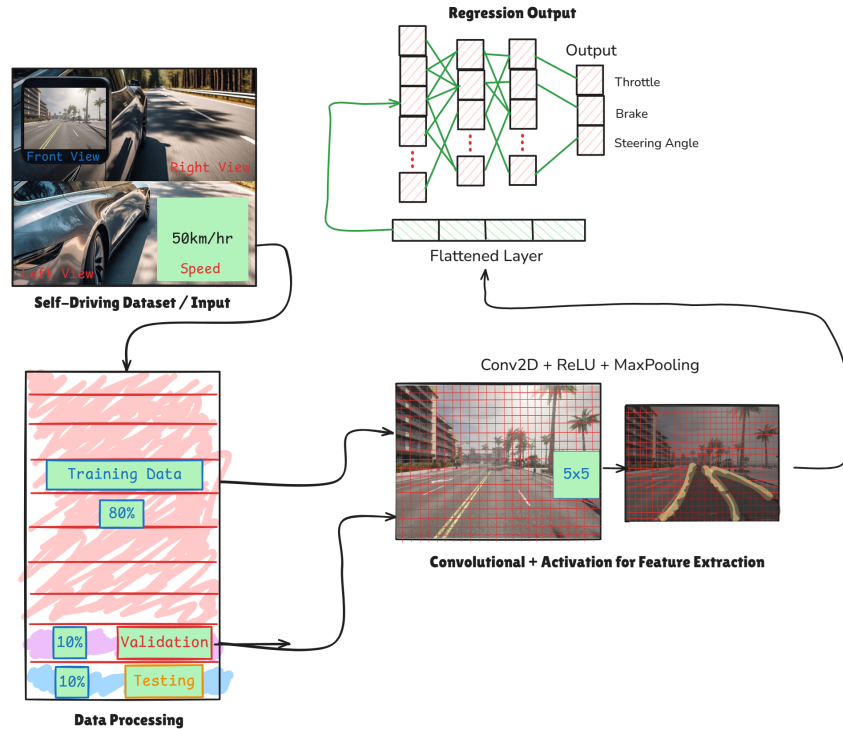 Regression Output
Output
Throttle
Brake
Steering Angle
Front View
Right View
50km/hr
Left View
Speed
Flattened Layer
Self-Driving Dataset / Input
Conv2D + ReLU + MaxPooling
Training Data
5x5
80%
Convolutional + Activation for Feature Extraction
10%
Validation
10%
Testing
Data Processing